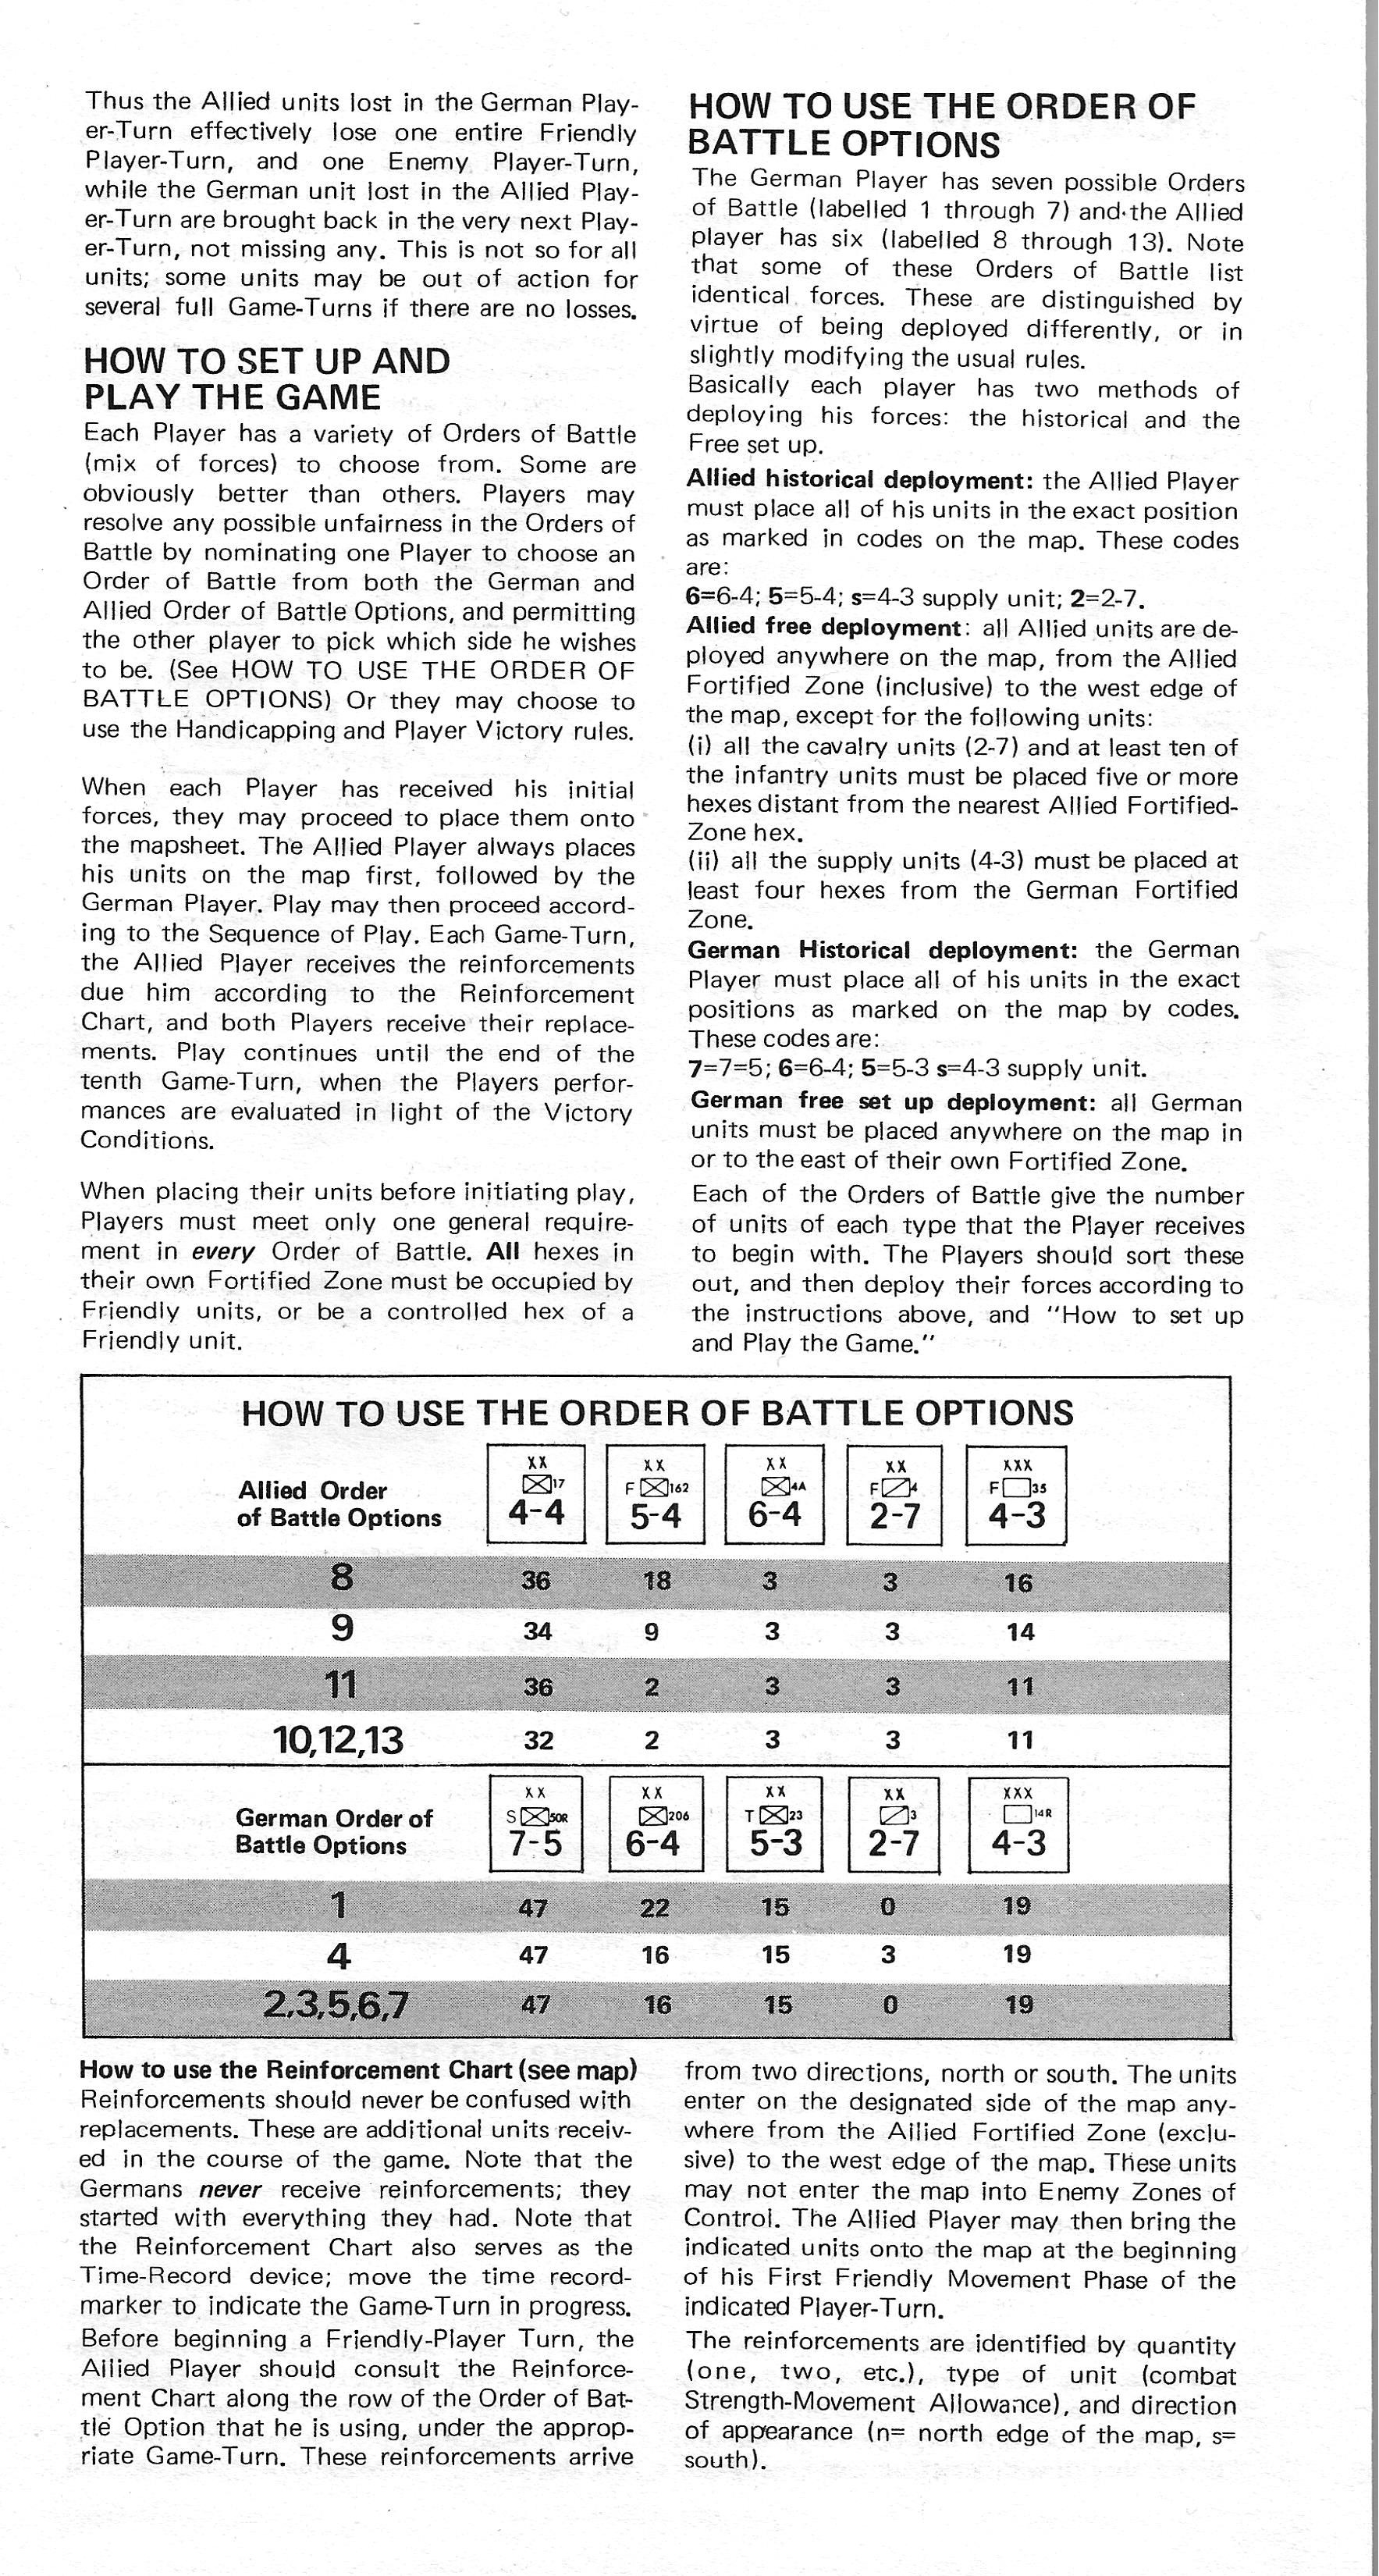 Thus the Allied units lost in the German Play-
er-Turn effectively lose one entire Friendly
Player-Turn, and one Enemy Player-Turn,
while the German unit lost in the Allied Play-
er-Turn are brought back in the very next Play-
er-Turn, not missing any. This is not so for all
units; some units may be out of action for
several full Game-Turns if there are no losses.
HOW TO SET UP AND
PLAY THE GAME
Each Player has a variety of Orders of Battle
(mix of forces) to choose from. Some are
obviously better than others. Players may
resolve any possible unfairness in the Orders of
Battle by nominating one Player to choose an
Order of Battle from both the German and
Allied Order of Battle Options, and permitting
the other player to pick which side he wishes
to be. (See HOW TO USE THE ORDER OF
BATTLE OPTIONS) Or they may choose to
use the Handicapping and Player Victory rules.
When each Player has received his initial
forces, they may proceed to place them onto
the mapsheet. The Allied Player always places
his units on the map first, followed by the
German Player. Play may then proceed accord-
ing to the Sequence of Play. Each Game-Turn,
the Allied Player receives the reinforcements
due him according to the Reinforcement
Chart, and both Players receive their replace-
ments. Play continues until the end of the
tenth Game-Turn, when the Players perfor-
mances are evaluated in light of the Victory
Conditions.
When placing their units before initiating play,
Players must meet only one general require-
ment in every Order of Battle. All hexes in
their own Fortified Zone must be occupied by
Friendly units, or be a controlled hex of a
Friendly unit.
HOW TO USE THE ORDER OF
BATTLE OPTIONS
The German Player has seven possible Orders
of Battle (labelled 1 through 7) and the Allied
player has six (labelled 8 through 13). Note
that some of these Orders of Battle list
identical forces. These are distinguished by
virtue of being deployed differently, or in
slightly modifying the usual rules.
Basically each player has two methods of
deploying his forces: the historical and the
Free set up.
Allied historical deployment: the Allied Player
must place all of his units in the exact position
as marked in codes on the map. These codes
are:
6=6-4; 5=5-4; s=4-3 supply unit; 2=2-7.
Allied free deployment: all Allied units are de-
ployed anywhere on the map, from the Allied
Fortified Zone (inclusive) to the west edge of
the map, except for the following units:
(i) all the cavalry units (2-7) and at least ten of
the infantry units must be placed five or more
hexes distant from the nearest Allied Fortified-
Zone hex.
(ii) all the supply units (4-3) must be placed at
least four hexes from the German Fortified
Zone.
German Historical deployment: the German
Player must place all of his units in the exact
positions as marked on the map by codes.
These codes are:
7=7=5; 6=6-4; 5=5-3 s=4-3 supply unit.
German free set up deployment: all German
units must be placed anywhere on the map in
or to the east of their own Fortified Zone.
Each of the Orders of Battle give the number
of units of each type that the Player receives
to begin with. The Players should sort these
out, and then deploy their forces according to
the instructions above, and "How to set up
and Play the Game."
HOW TO USE THE ORDER OF BATTLE OPTIONS
XX XX XX XX XXX
Allied Order 17 F 162 4A F 4 F 35
of Battle Options 4-4 5-4 6-4 2-7 4-3
8 36 18 3 3 16
9 34 9 3 3 14
11 36 2 3 3 11
10,12,13 32 2 3 3 11
XX XX XX XX XXX
German Order of S 50R 206 T 23 3 14R
Battle Options 7-5 6-4 5-3 2-7 4-3
1 47 22 15 0 19
4 47 16 15 3 19
2,3,5,6,7 47 16 15 0 19
How to use the Reinforcement Chart (see map)
Reinforcements should never be confused with
replacements. These are additional units receiv-
ed in the course of the game. Note that the
Germans never receive reinforcements; they
started with everything they had. Note that
the Reinforcement Chart also serves as the
Time-Record device; move the time record-
marker to indicate the Game-Turn in progress.
Before beginning a Friendly-Player Turn, the
Allied Player should consult the Reinforce-
ment Chart along the row of the Order of Bat-
tle Option that he is using, under the approp-
riate Game-Turn. These reinforcements arrive
from two directions, north or south. The units
enter on the designated side of the map any-
where from the Allied Fortified Zone (exclu-
sive) to the west edge of the map. These units
may not enter the map into Enemy Zones of
Control. The Allied Player may then bring the
indicated units onto the map at the beginning
of his First Friendly Movement Phase of the
indicated Player-Turn.
The reinforcements are identified by quantity
(one, two, etc.), type of unit (combat
Strength-Movement Allowance), and direction
of appearance (n= north edge of the map, s=
south).